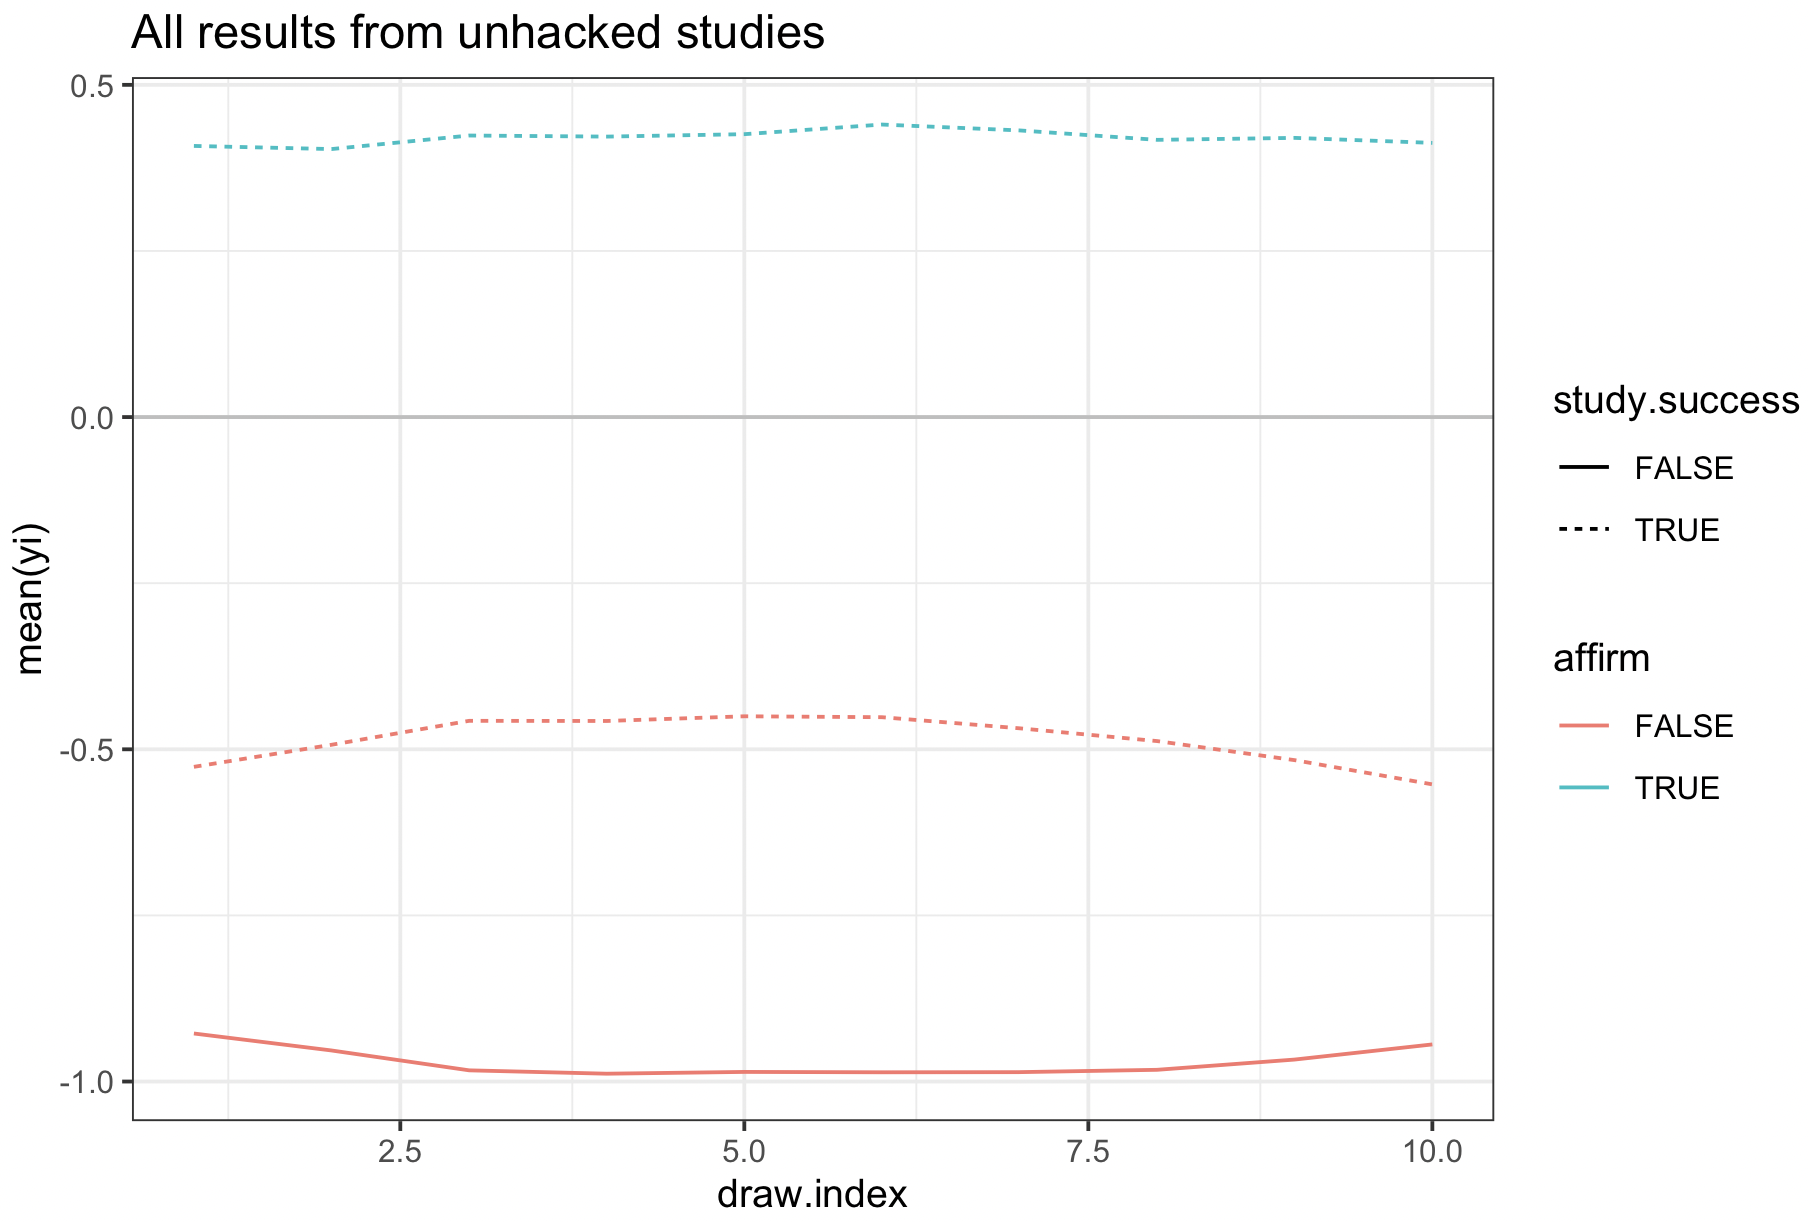 All results from unhacked studies
0.5
0.0
-0.5
-1.0
mean(yi)
2.5
5.0
7.5
10.0
draw.index
study.success
FALSE
TRUE
affirm
FALSE
TRUE